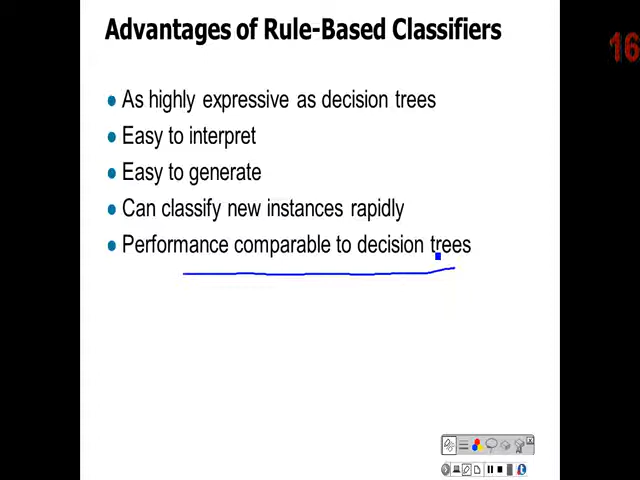 Advantages of Rule-Based Classifiers
16
As highly expressive as decision trees
Easy to interpret
Easy to generate
Can classify new instances rapidly
Performance comparable to decision trees